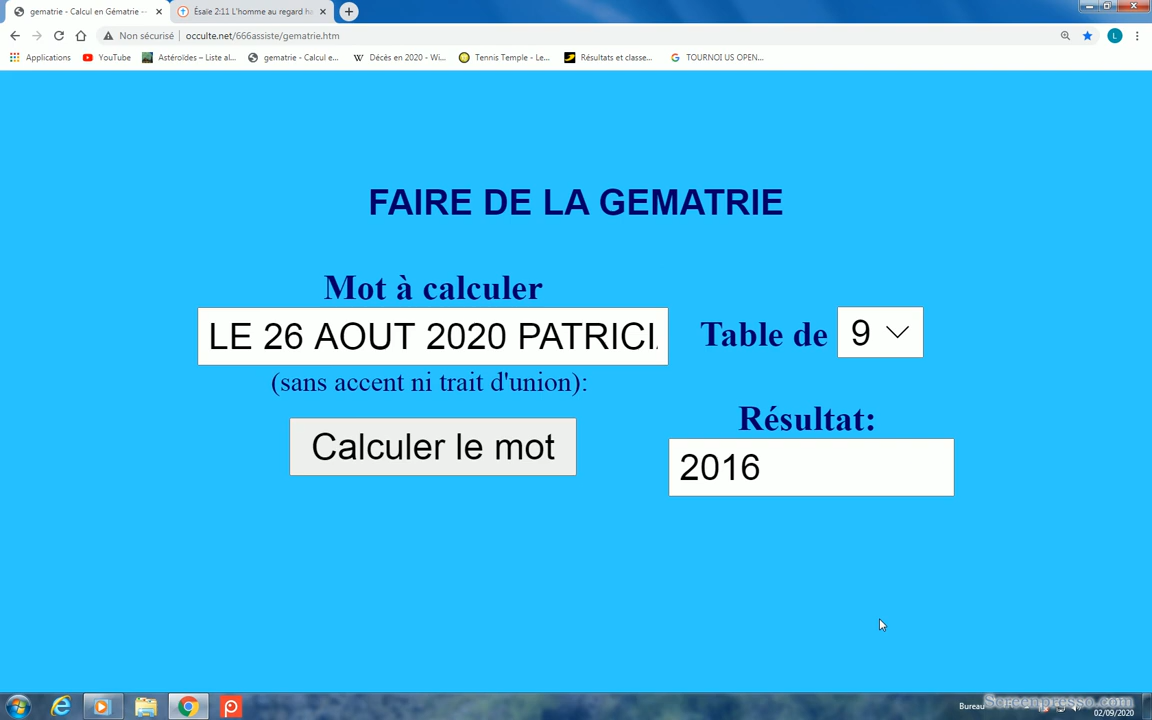 gematrie - Calcul en Gématrie --
Ésaïe 2:11 L'homme au regard ha
Non sécurisé
occulte.net/666assiste/gematrie.htm
L
Applications
YouTube
Astéroïdes – Liste al...
gematrie - Calcul e...
W
Décès en 2020 - Wi...
Tennis Temple - Le...
Résultats et classe...
G
TOURNOI US OPEN...
FAIRE DE LA GEMATRIE
Mot à calculer
LE 26 AOUT 2020 PATRICI
Table de 9
(sans accent ni trait d'union):
Calculer le mot
Résultat:
2016
Bureau
Screenpresso.com
02/09/2020